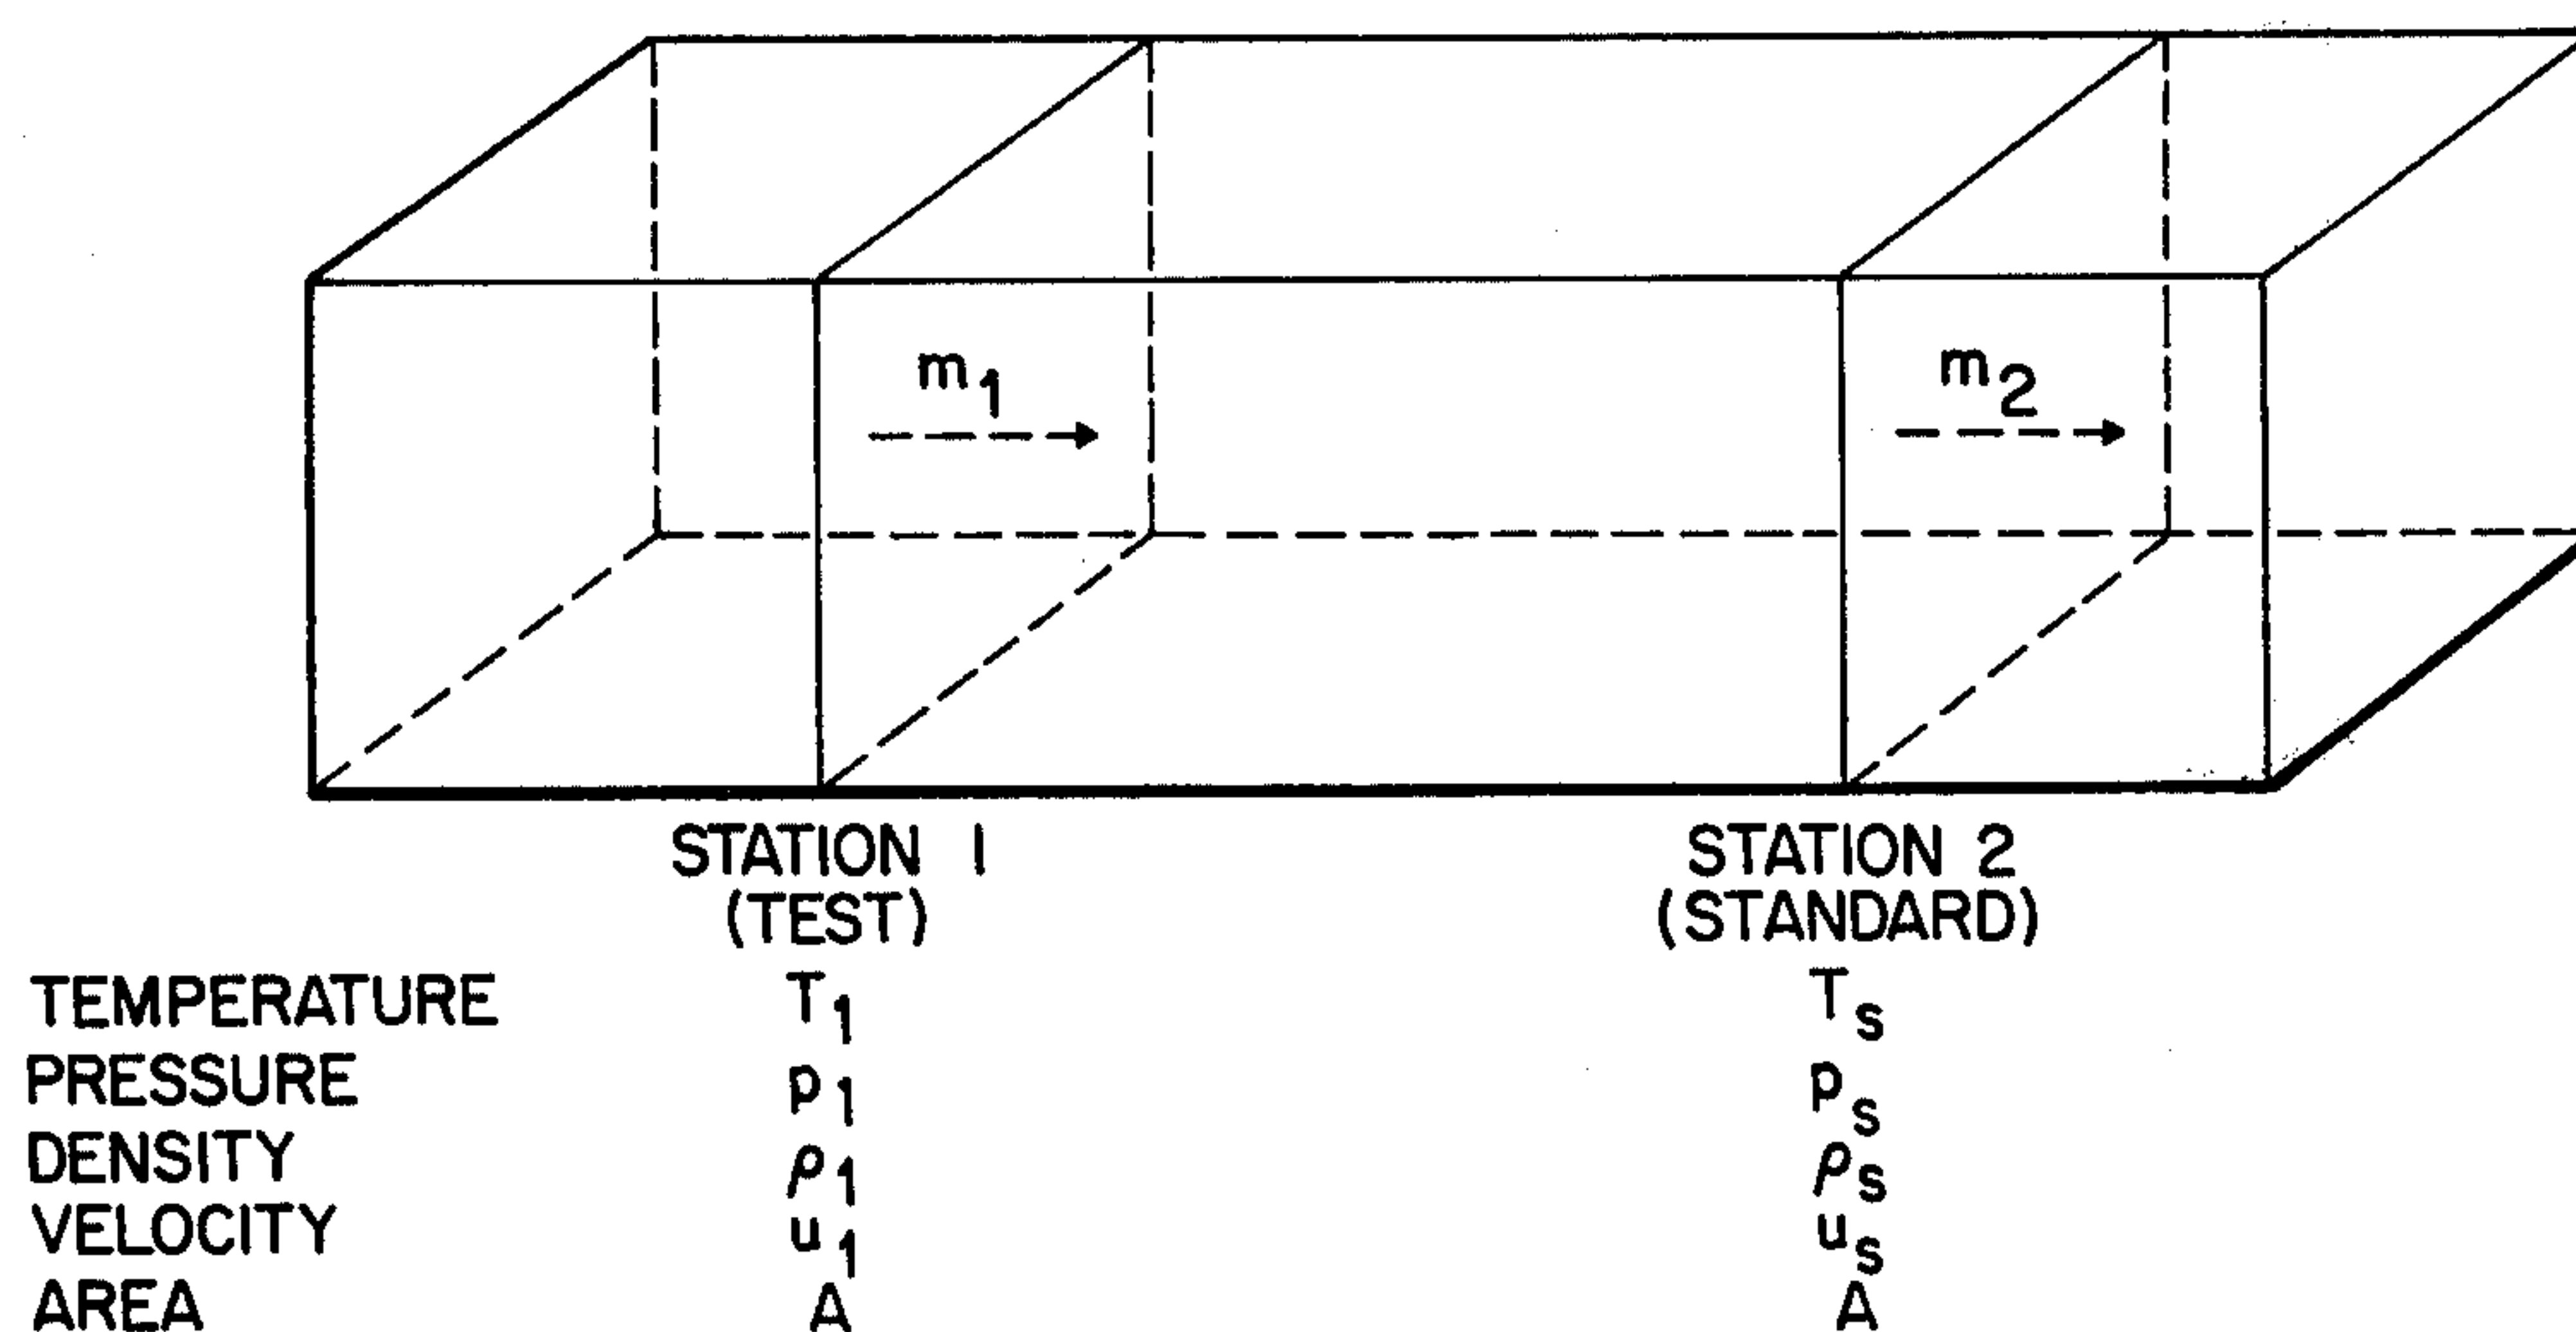 m1 m2
STATION 1 STATION 2
(TEST) (STANDARD)
TEMPERATURE T1 Ts
PRESSURE p1 ps
DENSITY ρ1 ρs
VELOCITY u1 us
AREA A A